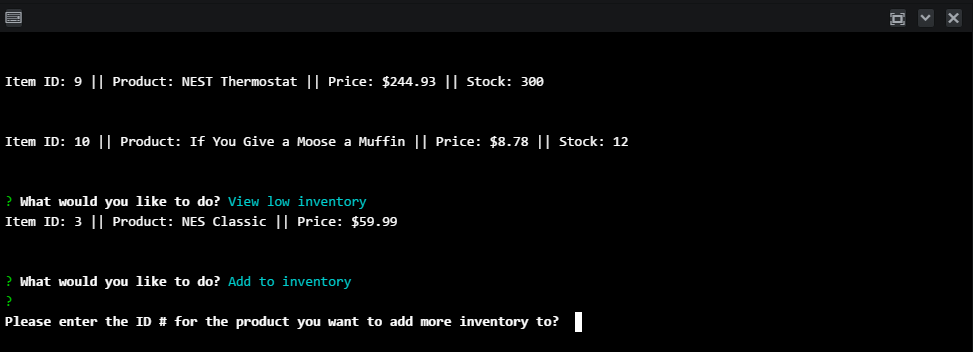 Item ID: 9 || Product: NEST Thermostat || Price: $244.93 || Stock: 300
Item ID: 10 || Product: If You Give a Moose a Muffin || Price: $8.78 || Stock: 12
? What would you like to do? View low inventory
Item ID: 3 || Product: NES Classic || Price: $59.99
? What would you like to do? Add to inventory
?
Please enter the ID # for the product you want to add more inventory to?